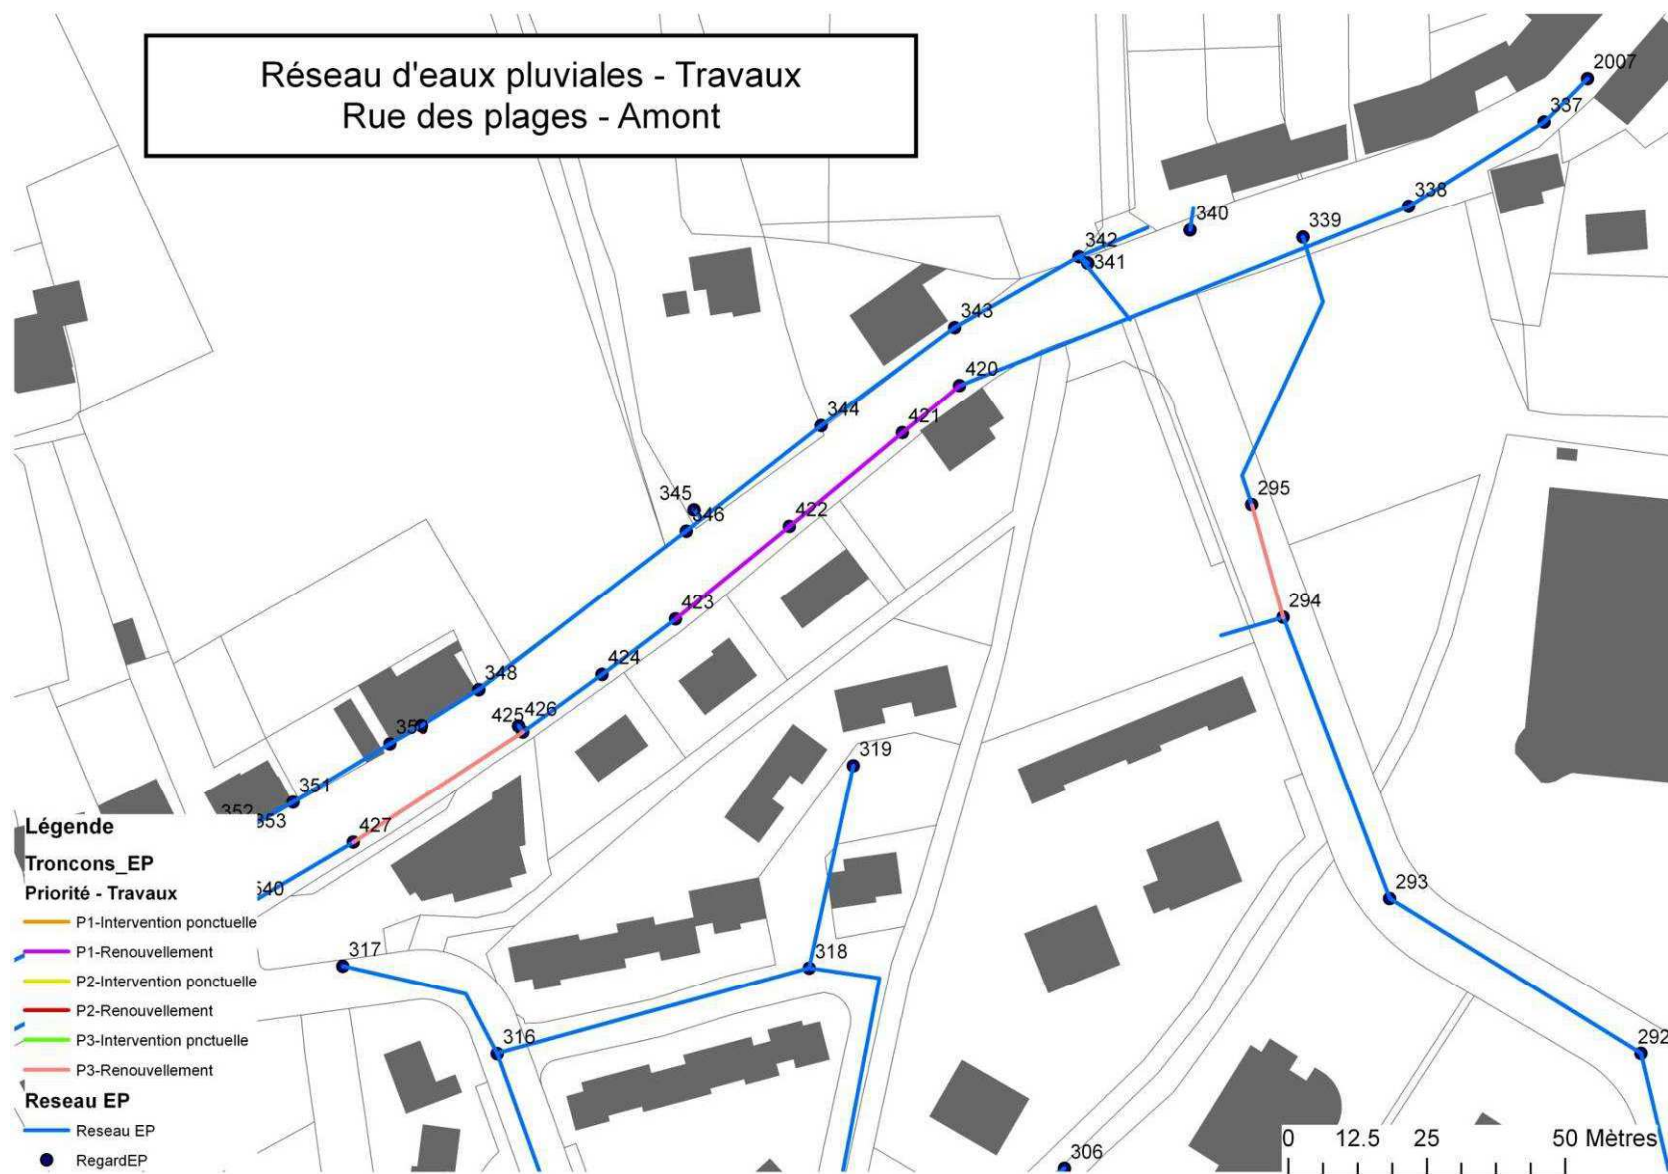 Réseau d'eaux pluviales - Travaux
Rue des plages - Amont
2007
337
338
339
340
342
341
343
420
344
421
345
346
422
295
423
294
424
348
425
426
319
351
352
353
427
640
293
317
318
316
292
306
Légende
Troncons_EP
Priorité - Travaux
P1-Intervention ponctuelle
P1-Renouvellement
P2-Intervention ponctuelle
P2-Renouvellement
P3-Intervention pnctuelle
P3-Renouvellement
Reseau EP
Reseau EP
RegardEP
0 12.5 25 50 Mètres